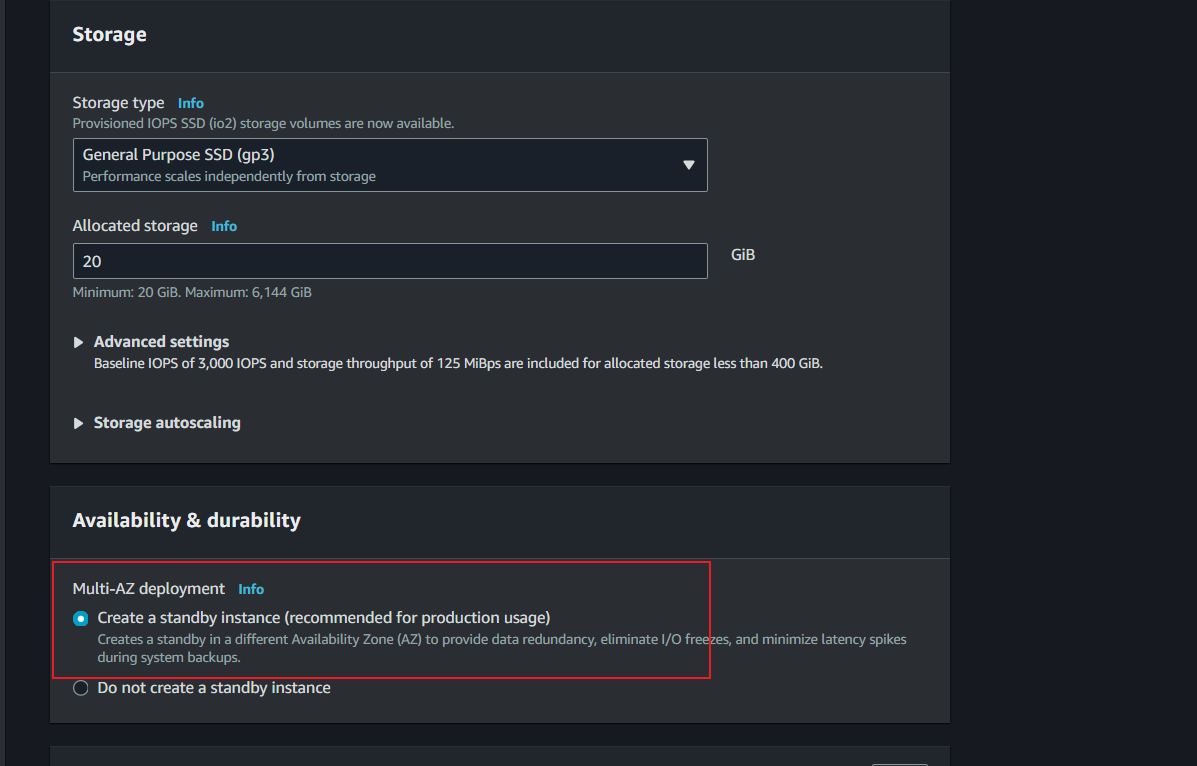 Storage
Storage type Info
Provisioned IOPS SSD (io2) storage volumes are now available.
General Purpose SSD (gp3)
Performance scales independently from storage
Allocated storage Info
20
GiB
Minimum: 20 GiB. Maximum: 6,144 GiB
Advanced settings
Baseline IOPS of 3,000 IOPS and storage throughput of 125 MiBps are included for allocated storage less than 400 GiB.
Storage autoscaling
Availability & durability
Multi-AZ deployment Info
Create a standby instance (recommended for production usage)
Creates a standby in a different Availability Zone (AZ) to provide data redundancy, eliminate I/O freezes, and minimize latency spikes
during system backups.
Do not create a standby instance